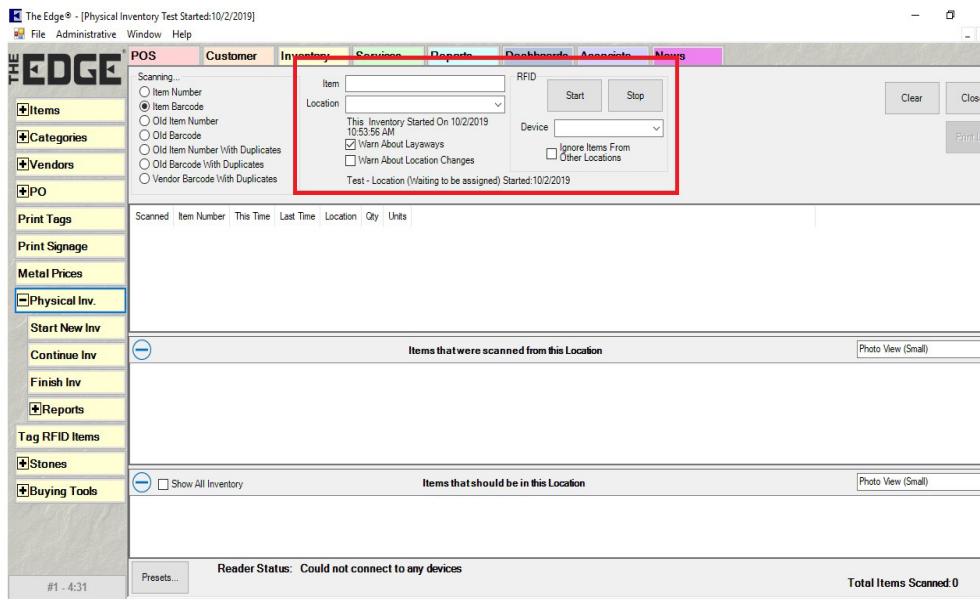 The Edge® - [Physical Inventory Test Started:10/2/2019]
File Administrative Window Help
THE EDGE
POS Customer Inventory Services Reports Dashboards Associate News
Items
Categories
Vendors
PO
Print Tags
Print Signage
Metal Prices
Physical Inv.
Start New Inv
Continue Inv
Finish Inv
Reports
Tag RFID Items
Stones
Buying Tools
#1 - 4:31
Scanning...
Item Number
Item Barcode
Old Item Number
Old Barcode
Old Item Number With Duplicates
Old Barcode With Duplicates
Vendor Barcode With Duplicates
Item
Location
This Inventory Started On 10/2/2019
10:53:56 AM
Warn About Layaways
Warn About Location Changes
Test - Location (Waiting to be assigned) Started:10/2/2019
RFID
Start Stop
Device
Ignore Items From
Other Locations
Clear Clos
Print L
Scanned Item Number This Time Last Time Location Qty Units
Items that were scanned from this Location
Photo View (Small)
Show All Inventory Items that should be in this Location
Photo View (Small)
Presets... Reader Status: Could not connect to any devices
Total Items Scanned:0